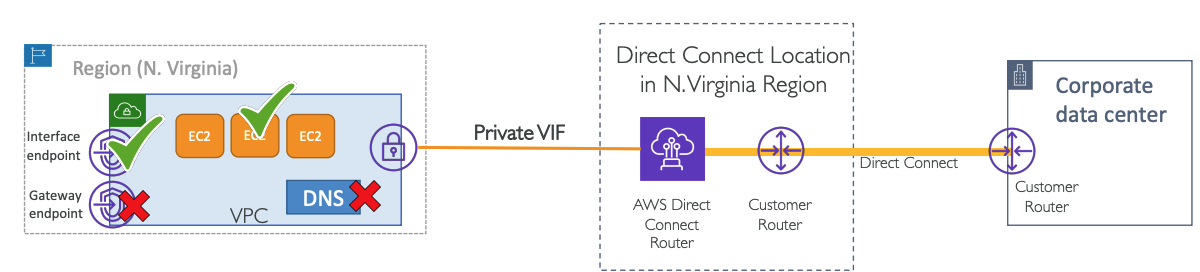 Region (N. Virginia)
Interface
endpoint
EC2
EC2
EC2
Gateway
endpoint
DNS
VPC
Private VIF
Direct Connect Location
in N. Virginia Region
AWS Direct
Connect
Router
Customer
Router
Direct Connect
Corporate
data center
Customer
Router